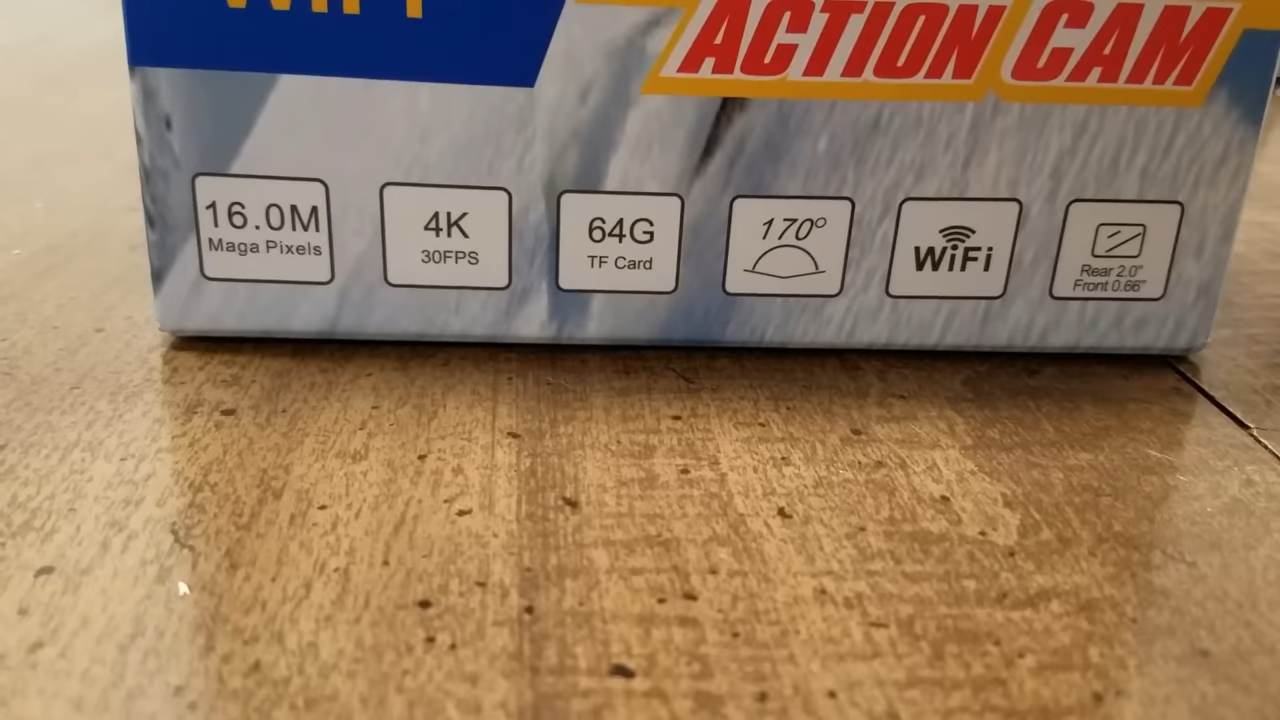 WIFI
ACTION CAM
16.0M
Maga Pixels
4K
30FPS
64G
TF Card
170°
WiFi
Rear 2.0"
Front 0.66"